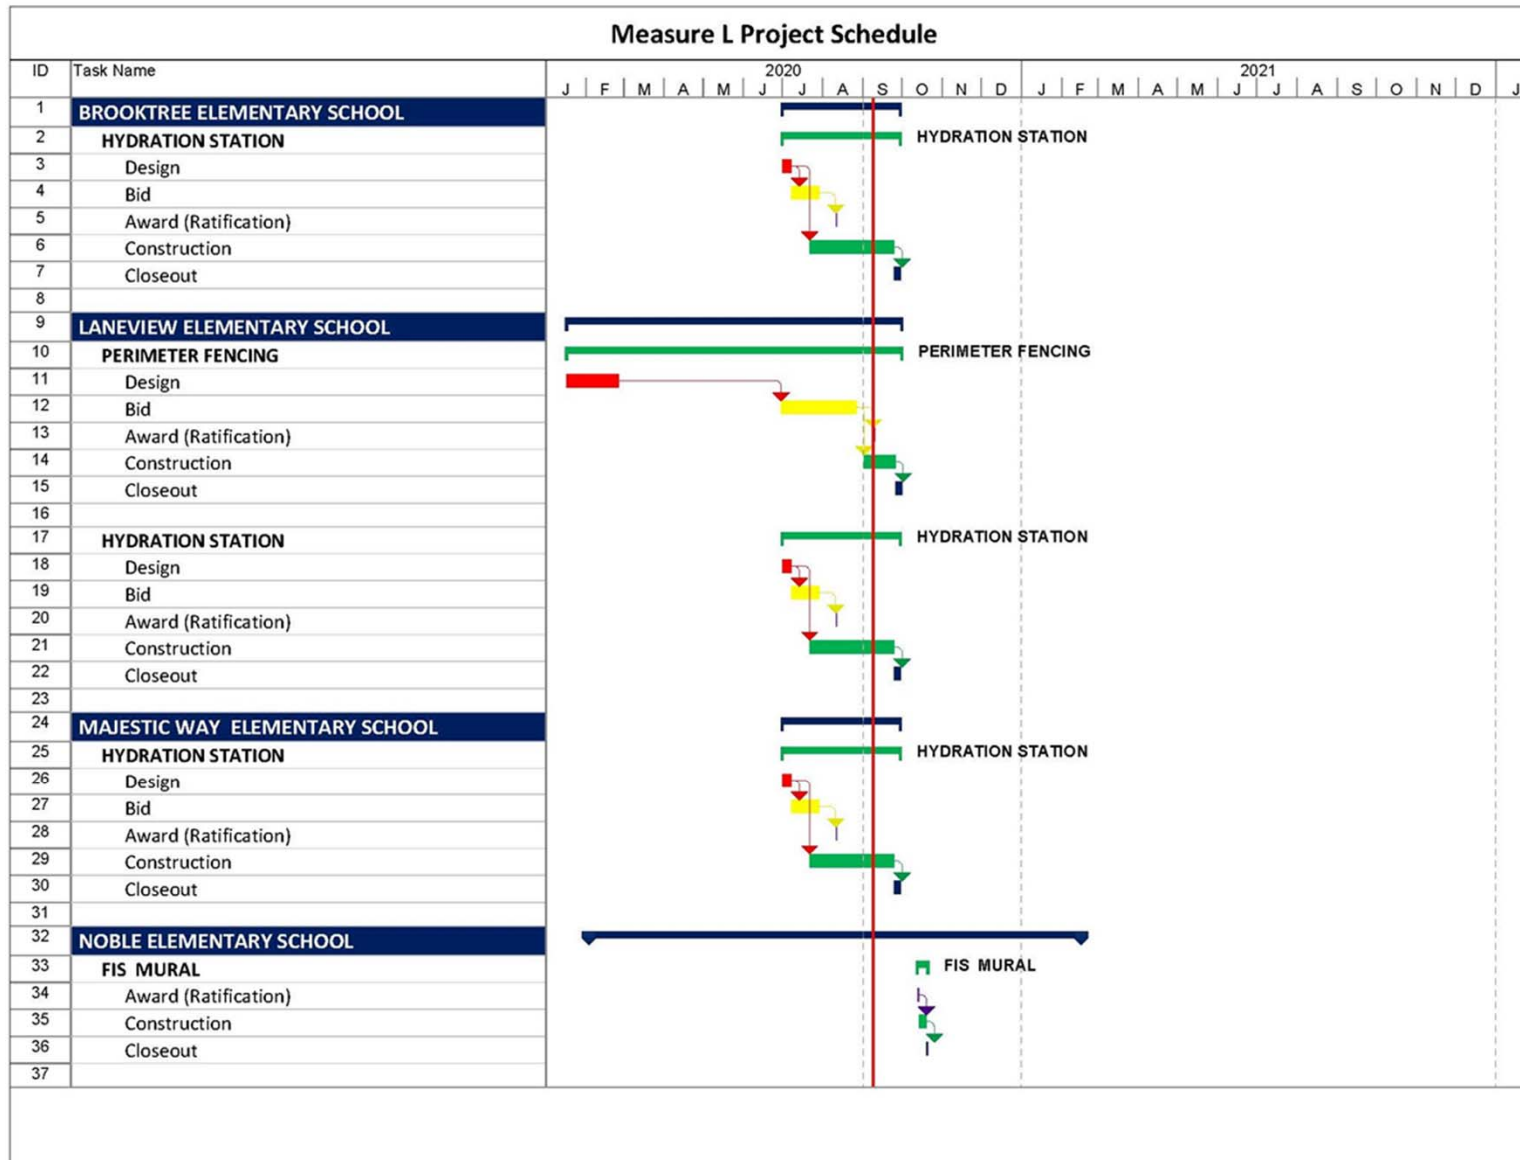 Measure L Project Schedule
ID Task Name 2020 2021
J F M A M J J A S O N D J F M A M J J A S O N D J
1 BROOKTREE ELEMENTARY SCHOOL
2 HYDRATION STATION HYDRATION STATION
3 Design
4 Bid
5 Award (Ratification)
6 Construction
7 Closeout
8
9 LANEVIEW ELEMENTARY SCHOOL
10 PERIMETER FENCING PERIMETER FENCING
11 Design
12 Bid
13 Award (Ratification)
14 Construction
15 Closeout
16
17 HYDRATION STATION HYDRATION STATION
18 Design
19 Bid
20 Award (Ratification)
21 Construction
22 Closeout
23
24 MAJESTIC WAY ELEMENTARY SCHOOL
25 HYDRATION STATION HYDRATION STATION
26 Design
27 Bid
28 Award (Ratification)
29 Construction
30 Closeout
31
32 NOBLE ELEMENTARY SCHOOL
33 FIS MURAL FIS MURAL
34 Award (Ratification)
35 Construction
36 Closeout
37